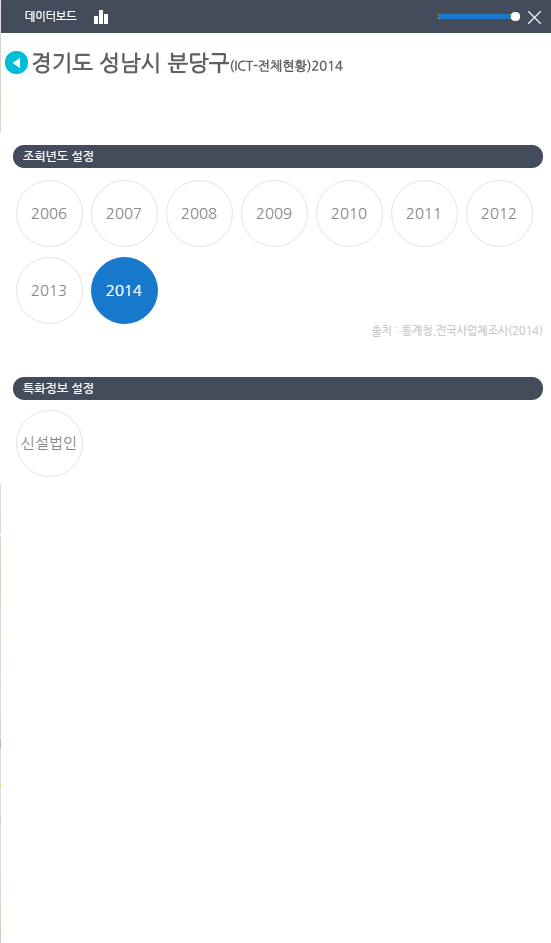 데이터보드
경기도 성남시 분당구(ICT-전체현황)2014
조회년도 설정
2006 2007 2008 2009 2010 2011 2012
2013 2014
출처 : 통계청,전국사업체조사(2014)
특화정보 설정
신설법인